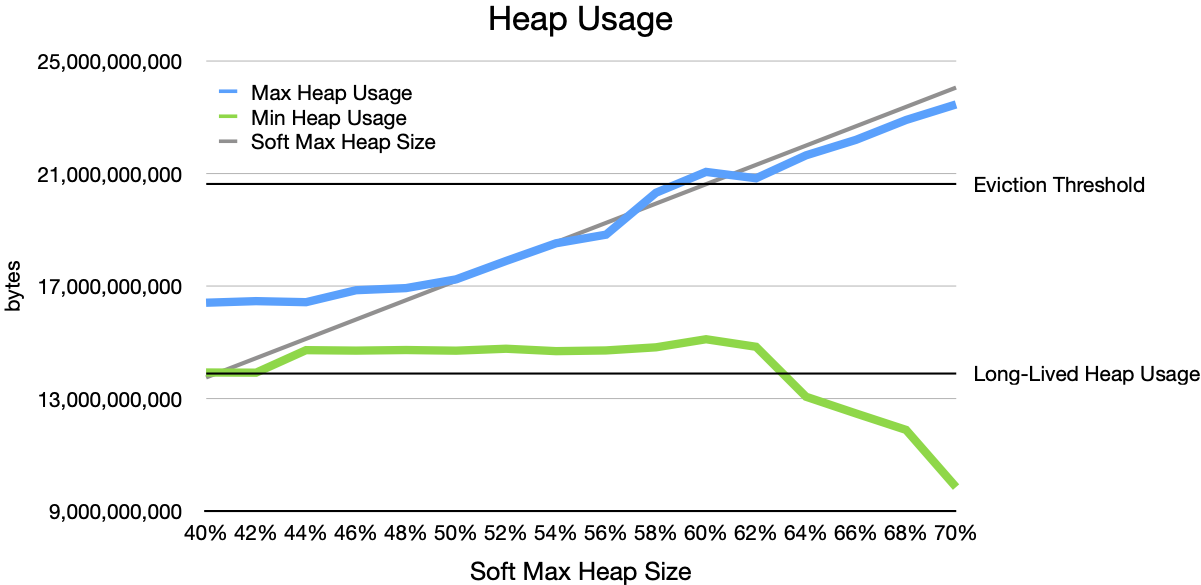 Heap Usage
25,000,000,000
Max Heap Usage
Min Heap Usage
Soft Max Heap Size
21,000,000,000
Eviction Threshold
17,000,000,000
bytes
Long-Lived Heap Usage
13,000,000,000
9,000,000,000
40% 42% 44% 46% 48% 50% 52% 54% 56% 58% 60% 62% 64% 66% 68% 70%
Soft Max Heap Size